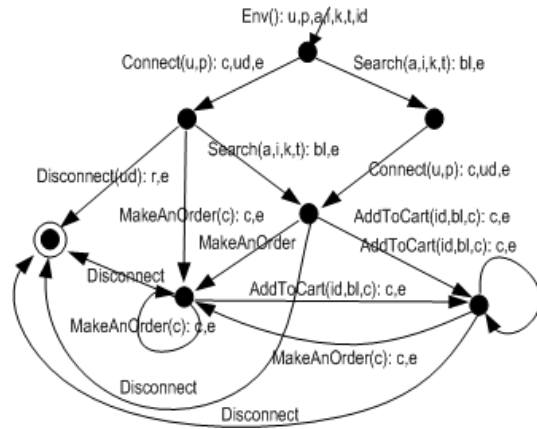 Env(): u,p,a,i,k,t,id
Connect(u,p): c,ud,e
Search(a,i,k,t): bl,e
Search(a,i,k,t): bl,e
Connect(u,p): c,ud,e
Disconnect(ud): r,e
MakeAnOrder(c): c,e
AddToCart(id,bl,c): c,e
MakeAnOrder
AddToCart(id,bl,c): c,e
Disconnect
AddToCart(id,bl,c): c,e
MakeAnOrder(c): c,e
MakeAnOrder(c): c,e
Disconnect
Disconnect